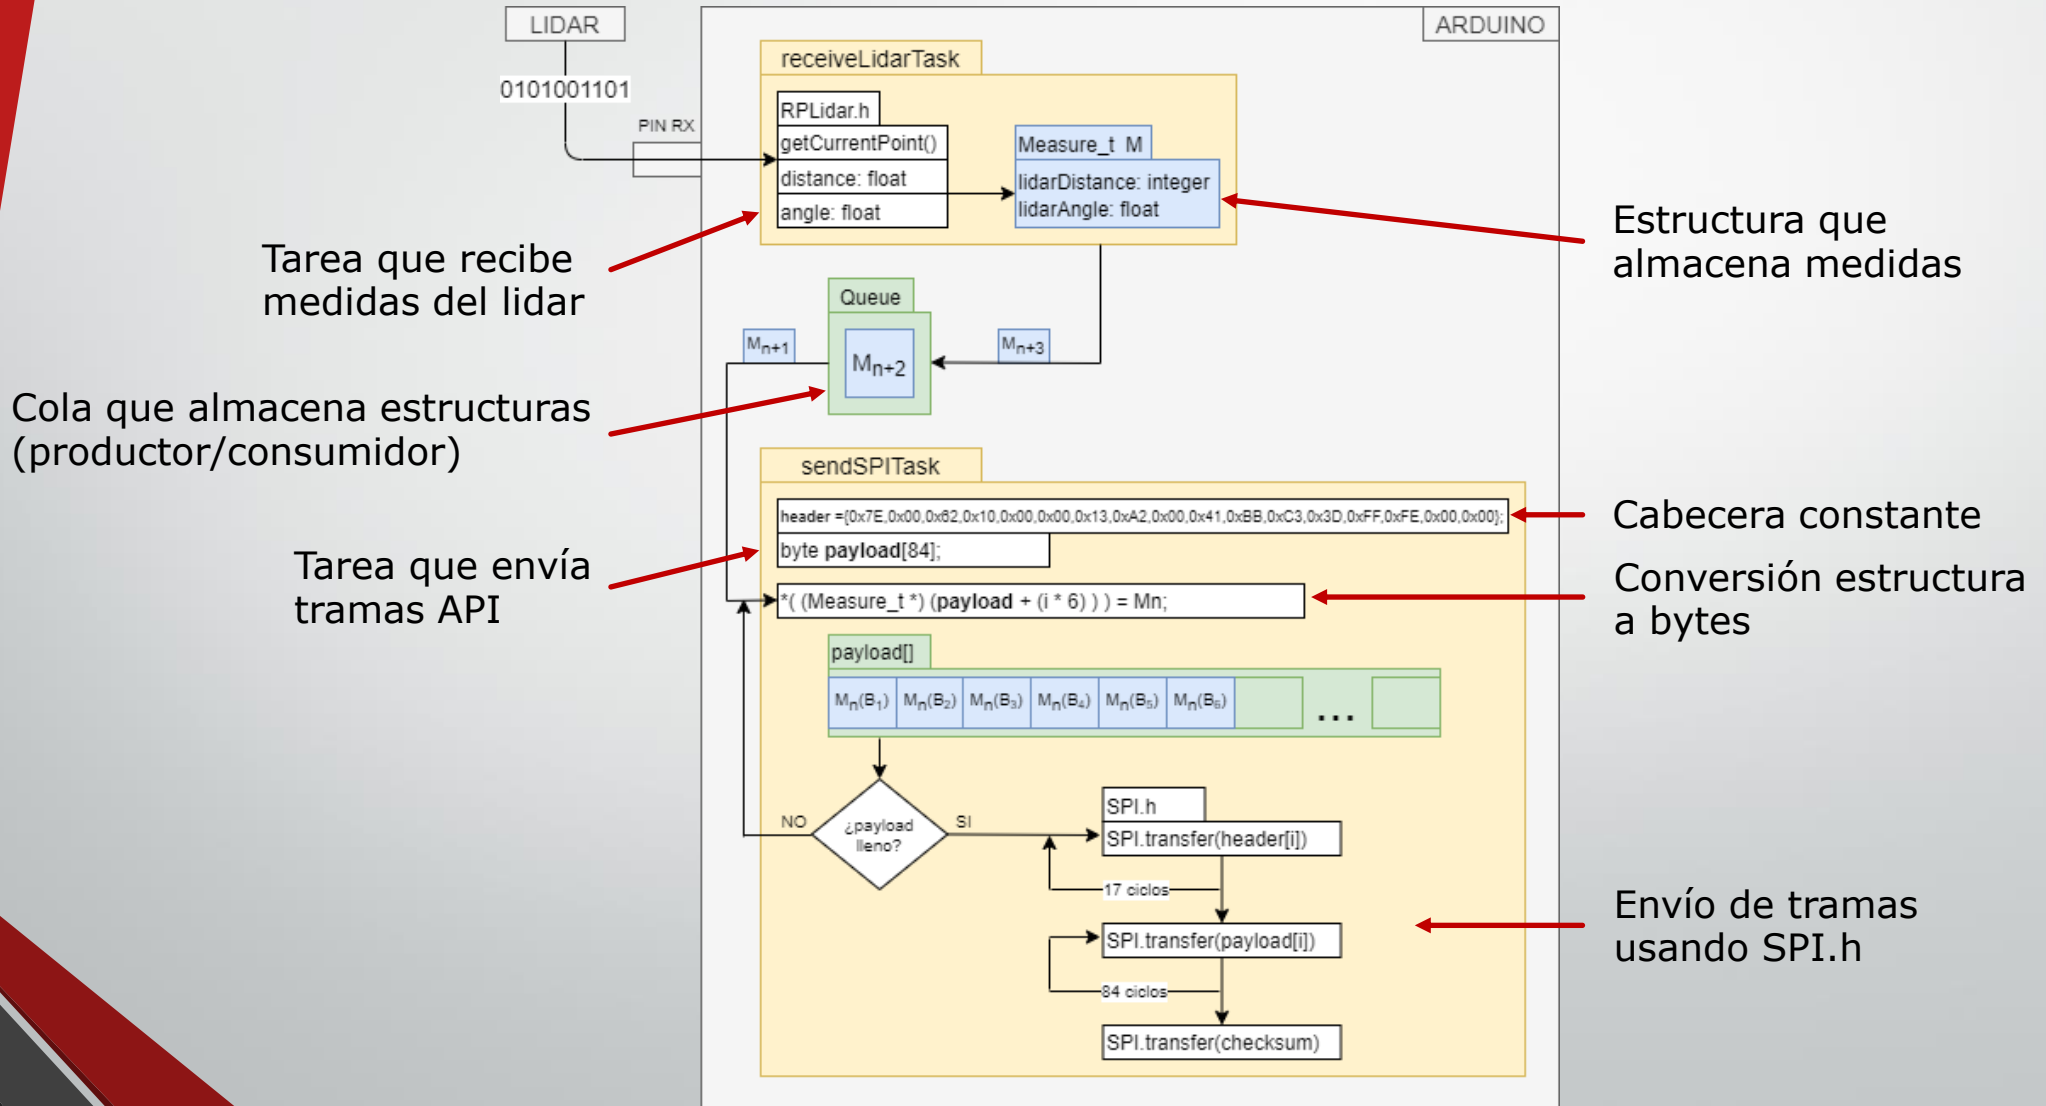 LIDAR
ARDUINO
0101001101
PIN RX
receiveLidarTask
RPLidar.h
getCurrentPoint()
distance: float
angle: float
Measure_t M
lidarDistance: integer
lidarAngle: float
Tarea que recibe
medidas del lidar
Estructura que
almacena medidas
Queue
Mn+1
Mn+2
Mn+3
Cola que almacena estructuras
(productor/consumidor)
sendSPITask
header ={0x7E,0x00,0x62,0x10,0x00,0x00,0x13,0xA2,0x00,0x41,0xBB,0xC3,0x3D,0xFF,0xFE,0x00,0x00};
byte payload[84];
*( (Measure_t *) (payload + (i * 6) ) ) = Mn;
Cabecera constante
Conversión estructura
a bytes
Tarea que envía
tramas API
payload[]
Mn(B1) Mn(B2) Mn(B3) Mn(B4) Mn(B5) Mn(B6) ...
¿payload
lleno?
NO
SI
SPI.h
SPI.transfer(header[i])
17 ciclos
SPI.transfer(payload[i])
84 ciclos
SPI.transfer(checksum)
Envío de tramas
usando SPI.h